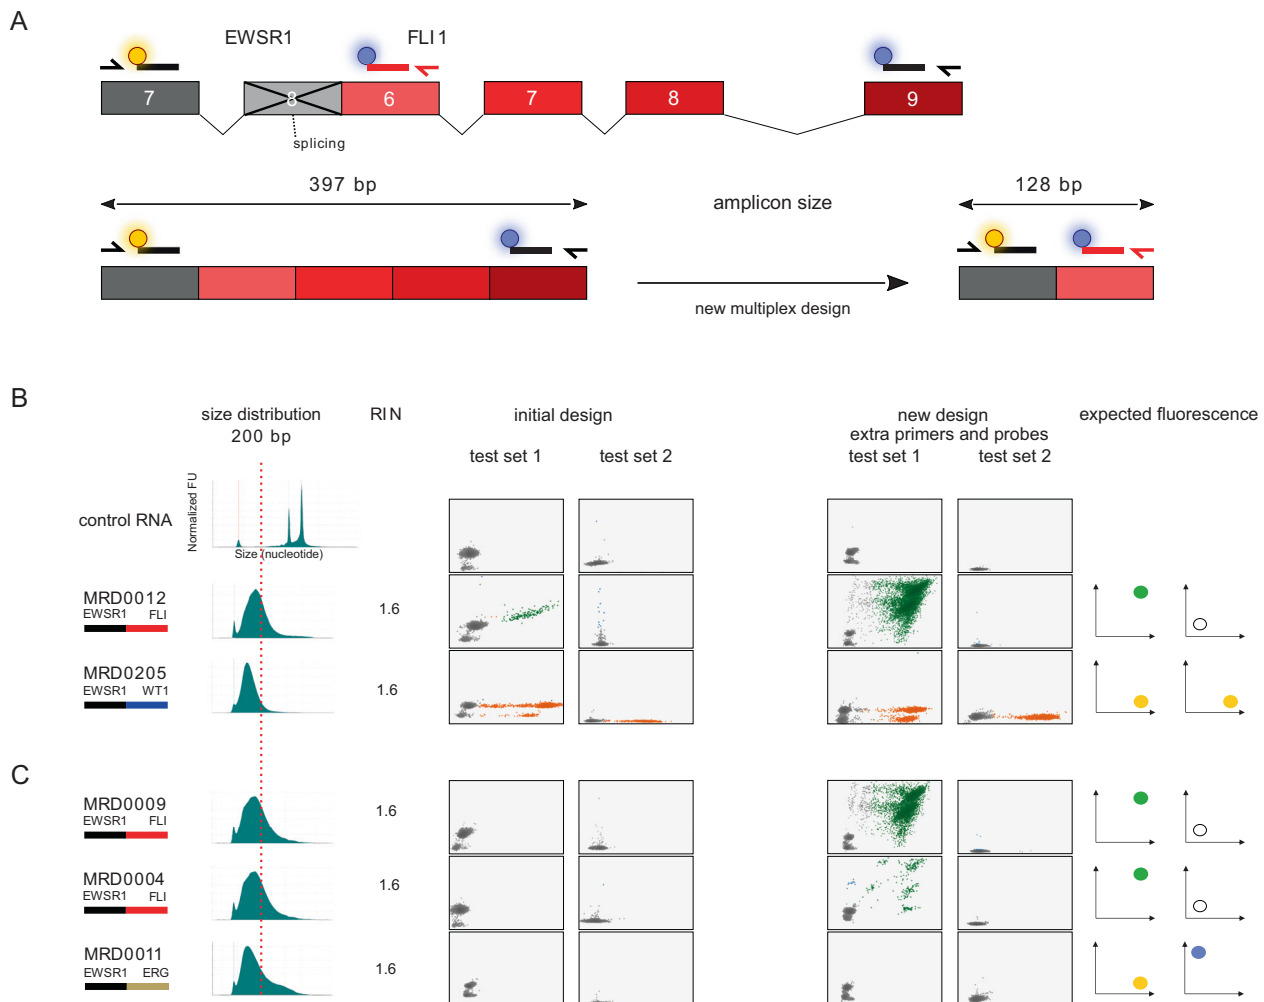 A
EWSR1 FLI1
7 8 6 7 8 9
splicing
397 bp amplicon size 128 bp
new multiplex design
B
size distribution RIN initial design new design expected fluorescence
200 bp extra primers and probes
test set 1 test set 2 test set 1 test set 2
control RNA
Normalized FU
Size (nucleotide)
MRD0012
EWSR1 FLI
1.6
MRD0205
EWSR1 WT1
1.6
C
MRD0009
EWSR1 FLI
1.6
MRD0004
EWSR1 FLI
1.6
MRD0011
EWSR1 ERG
1.6